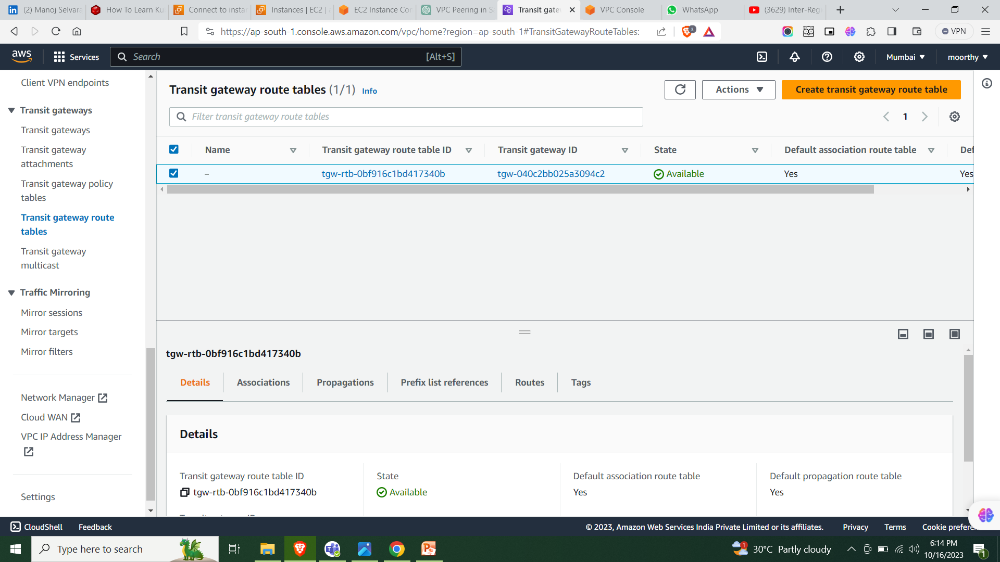 (2) Manoj Selvara
How To Learn Ku
Connect to instan
Instances | EC2 |
EC2 Instance Con
VPC Peering in S
Transit gatew
VPC Console
WhatsApp
(3629) Inter-Regi
https://ap-south-1.console.aws.amazon.com/vpc/home?region=ap-south-1#TransitGatewayRouteTables:
3
VPN
aws
Services
Search
[Alt+S]
Mumbai
moorthy
Client VPN endpoints
Transit gateways
Transit gateways
Transit gateway
attachments
Transit gateway policy
tables
Transit gateway route
tables
Transit gateway
multicast
Traffic Mirroring
Mirror sessions
Mirror targets
Mirror filters
Network Manager
Cloud WAN
VPC IP Address Manager
Settings
Transit gateway route tables (1/1) Info
Actions
Create transit gateway route table
Filter transit gateway route tables
1
Name
Transit gateway route table ID
Transit gateway ID
State
Default association route table
Def
–
tgw-rtb-0bf916c1bd417340b
tgw-040c2bb025a3094c2
Available
Yes
Yes
tgw-rtb-0bf916c1bd417340b
Details
Associations
Propagations
Prefix list references
Routes
Tags
Details
Transit gateway route table ID
tgw-rtb-0bf916c1bd417340b
State
Available
Default association route table
Yes
Default propagation route table
Yes
CloudShell
Feedback
© 2023, Amazon Web Services India Private Limited or its affiliates.
Privacy
Terms
Cookie prefere
Type here to search
1
30°C Partly cloudy
6:14 PM
10/16/2023
1